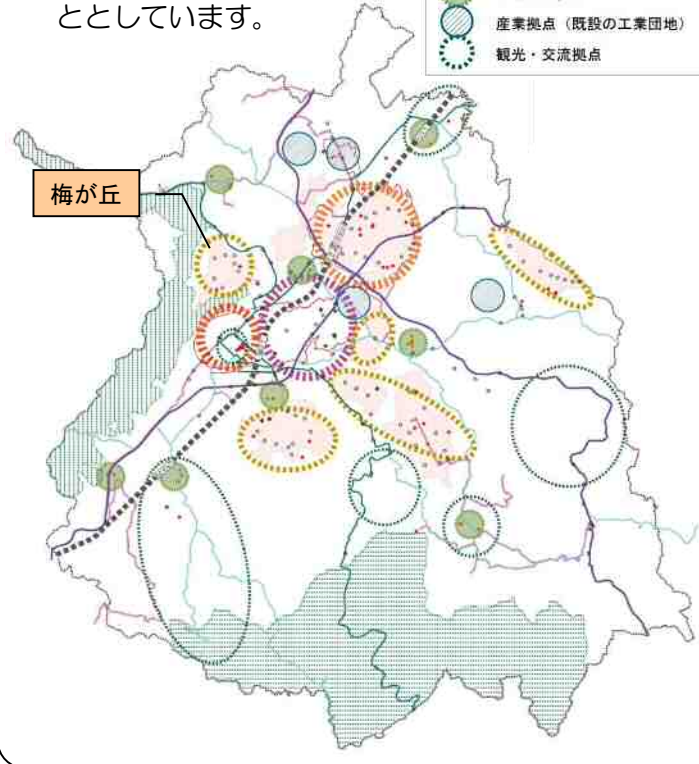 ととしています。
産業拠点（既設の工業団地）
観光・交流拠点
梅が丘